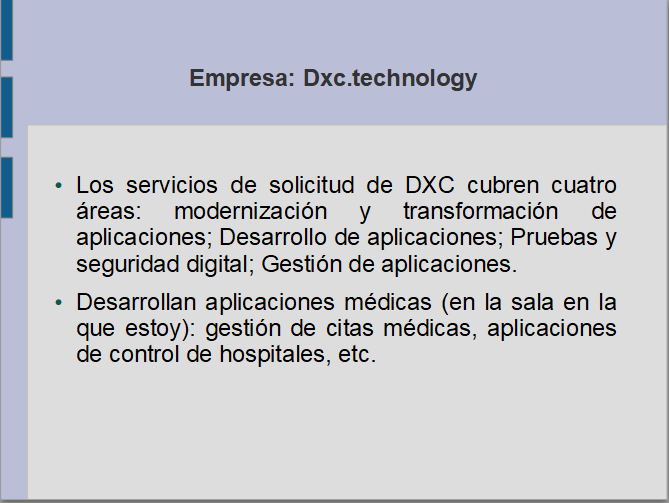 Empresa: Dxc.technology
• Los servicios de solicitud de DXC cubren cuatro
áreas: modernización y transformación de
aplicaciones; Desarrollo de aplicaciones; Pruebas y
seguridad digital; Gestión de aplicaciones.
• Desarrollan aplicaciones médicas (en la sala en la
que estoy): gestión de citas médicas, aplicaciones
de control de hospitales, etc.